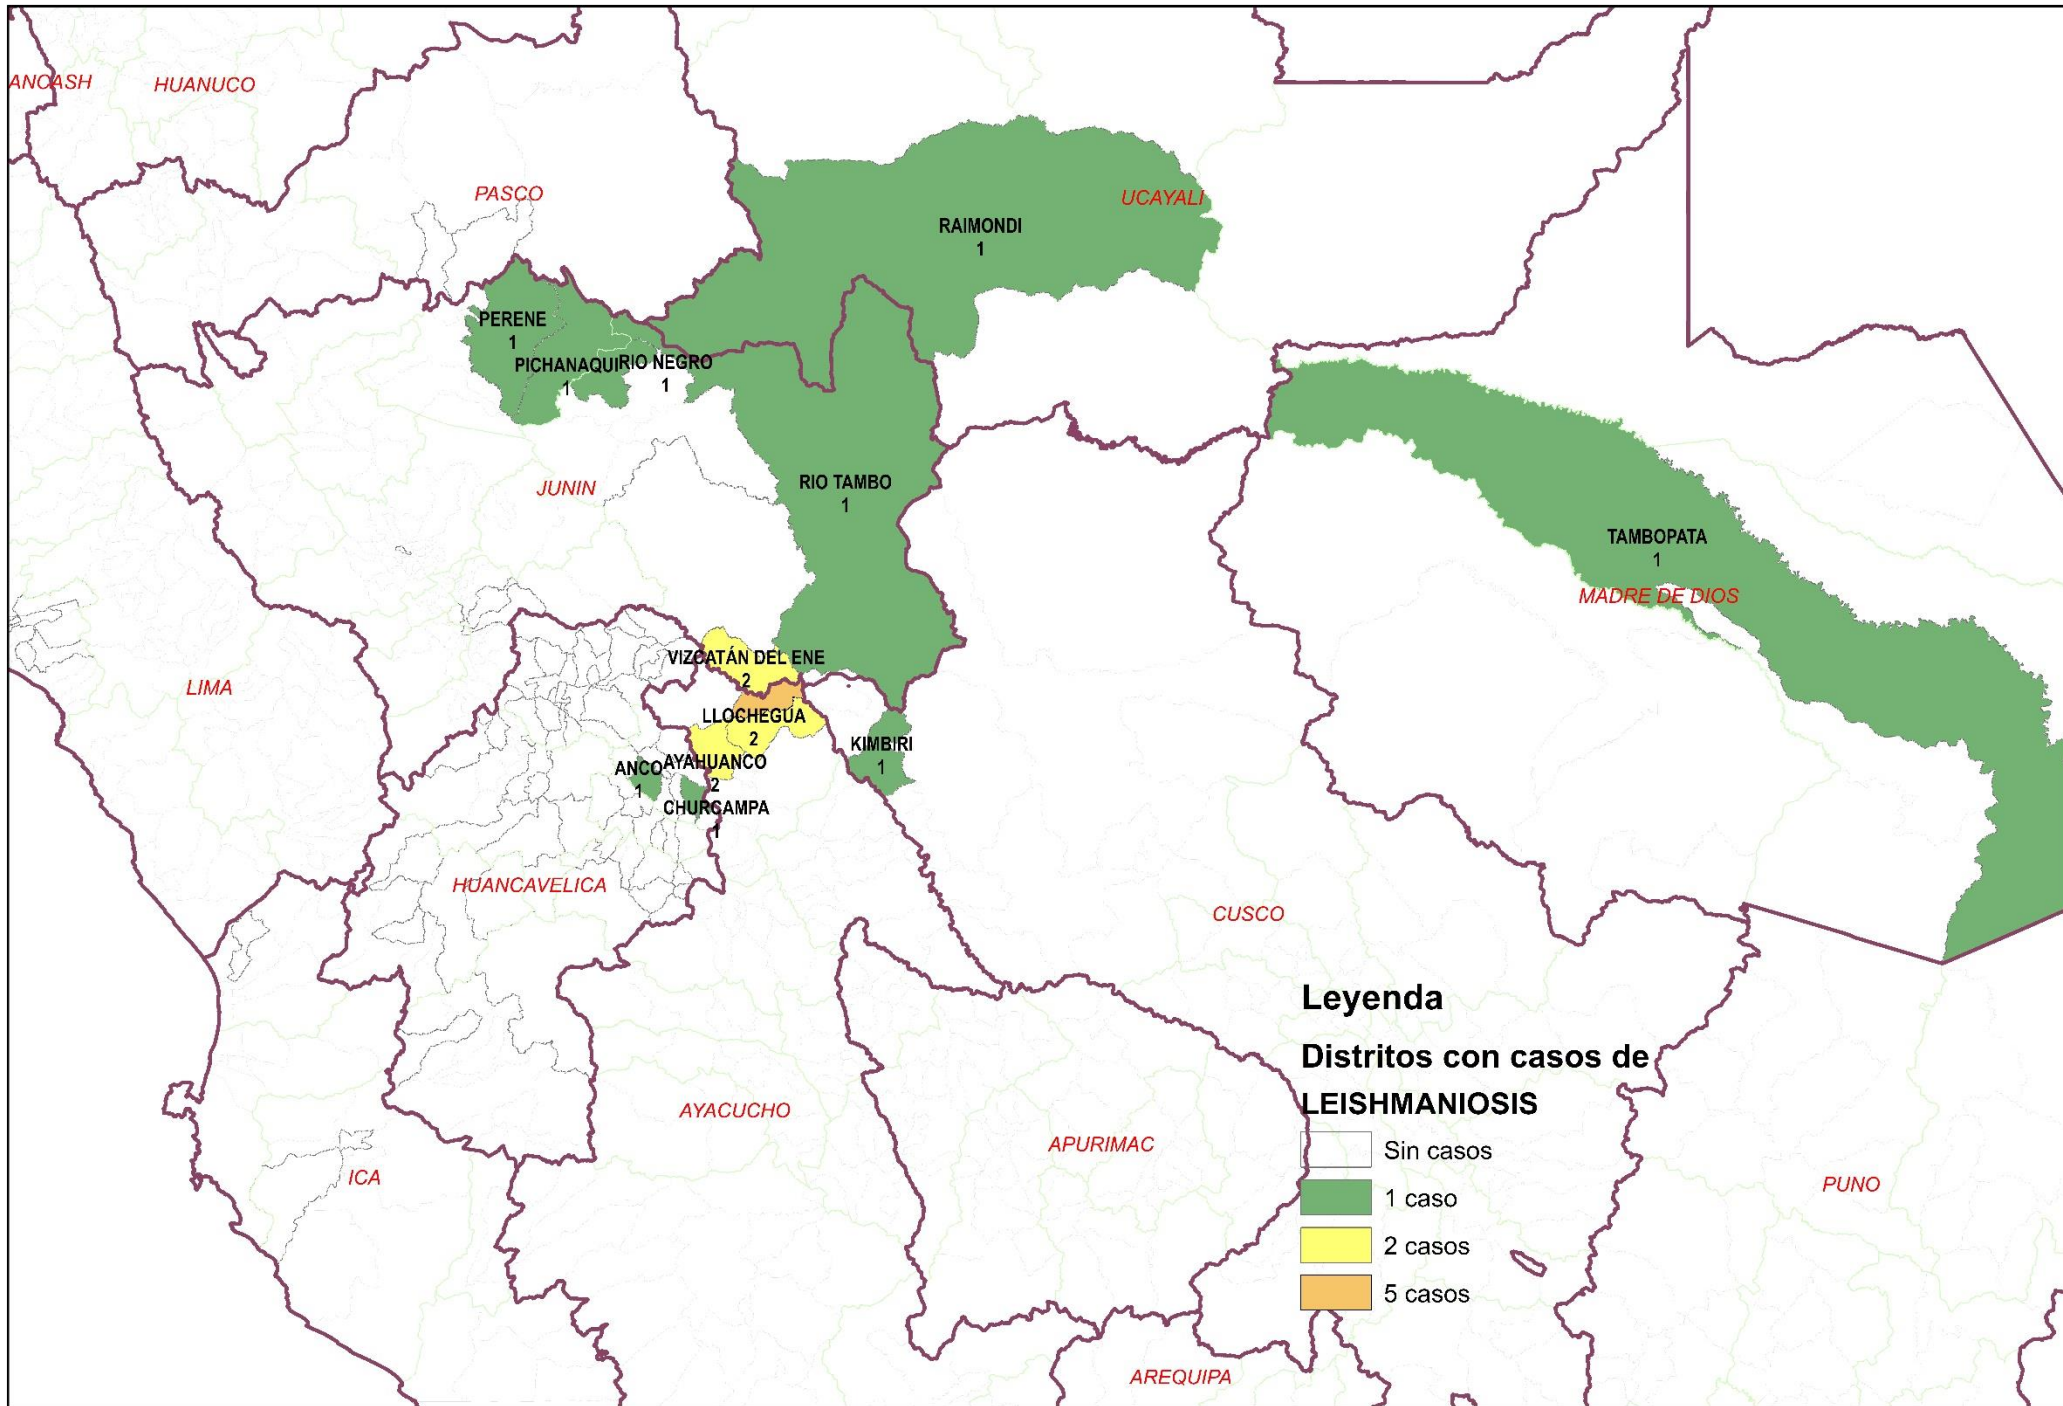 ANCASH
HUANUCO
PASCO
UCAYALI
RAIMONDI
1
PERENE
1
PICHANAQUI
1
RIO NEGRO
1
JUNIN
RIO TAMBO
1
TAMBOPATA
1
MADRE DE DIOS
VIZCATÁN DEL ENE
2
LIMA
LLOCHEGUA
2
KIMBIRI
1
ANCO
1
AYAHUANCO
2
CHURCAMPA
1
HUANCAVELICA
CUSCO
AYACUCHO
APURIMAC
ICA
PUNO
AREQUIPA
Leyenda
Distritos con casos de
LEISHMANIOSIS
Sin casos
1 caso
2 casos
5 casos